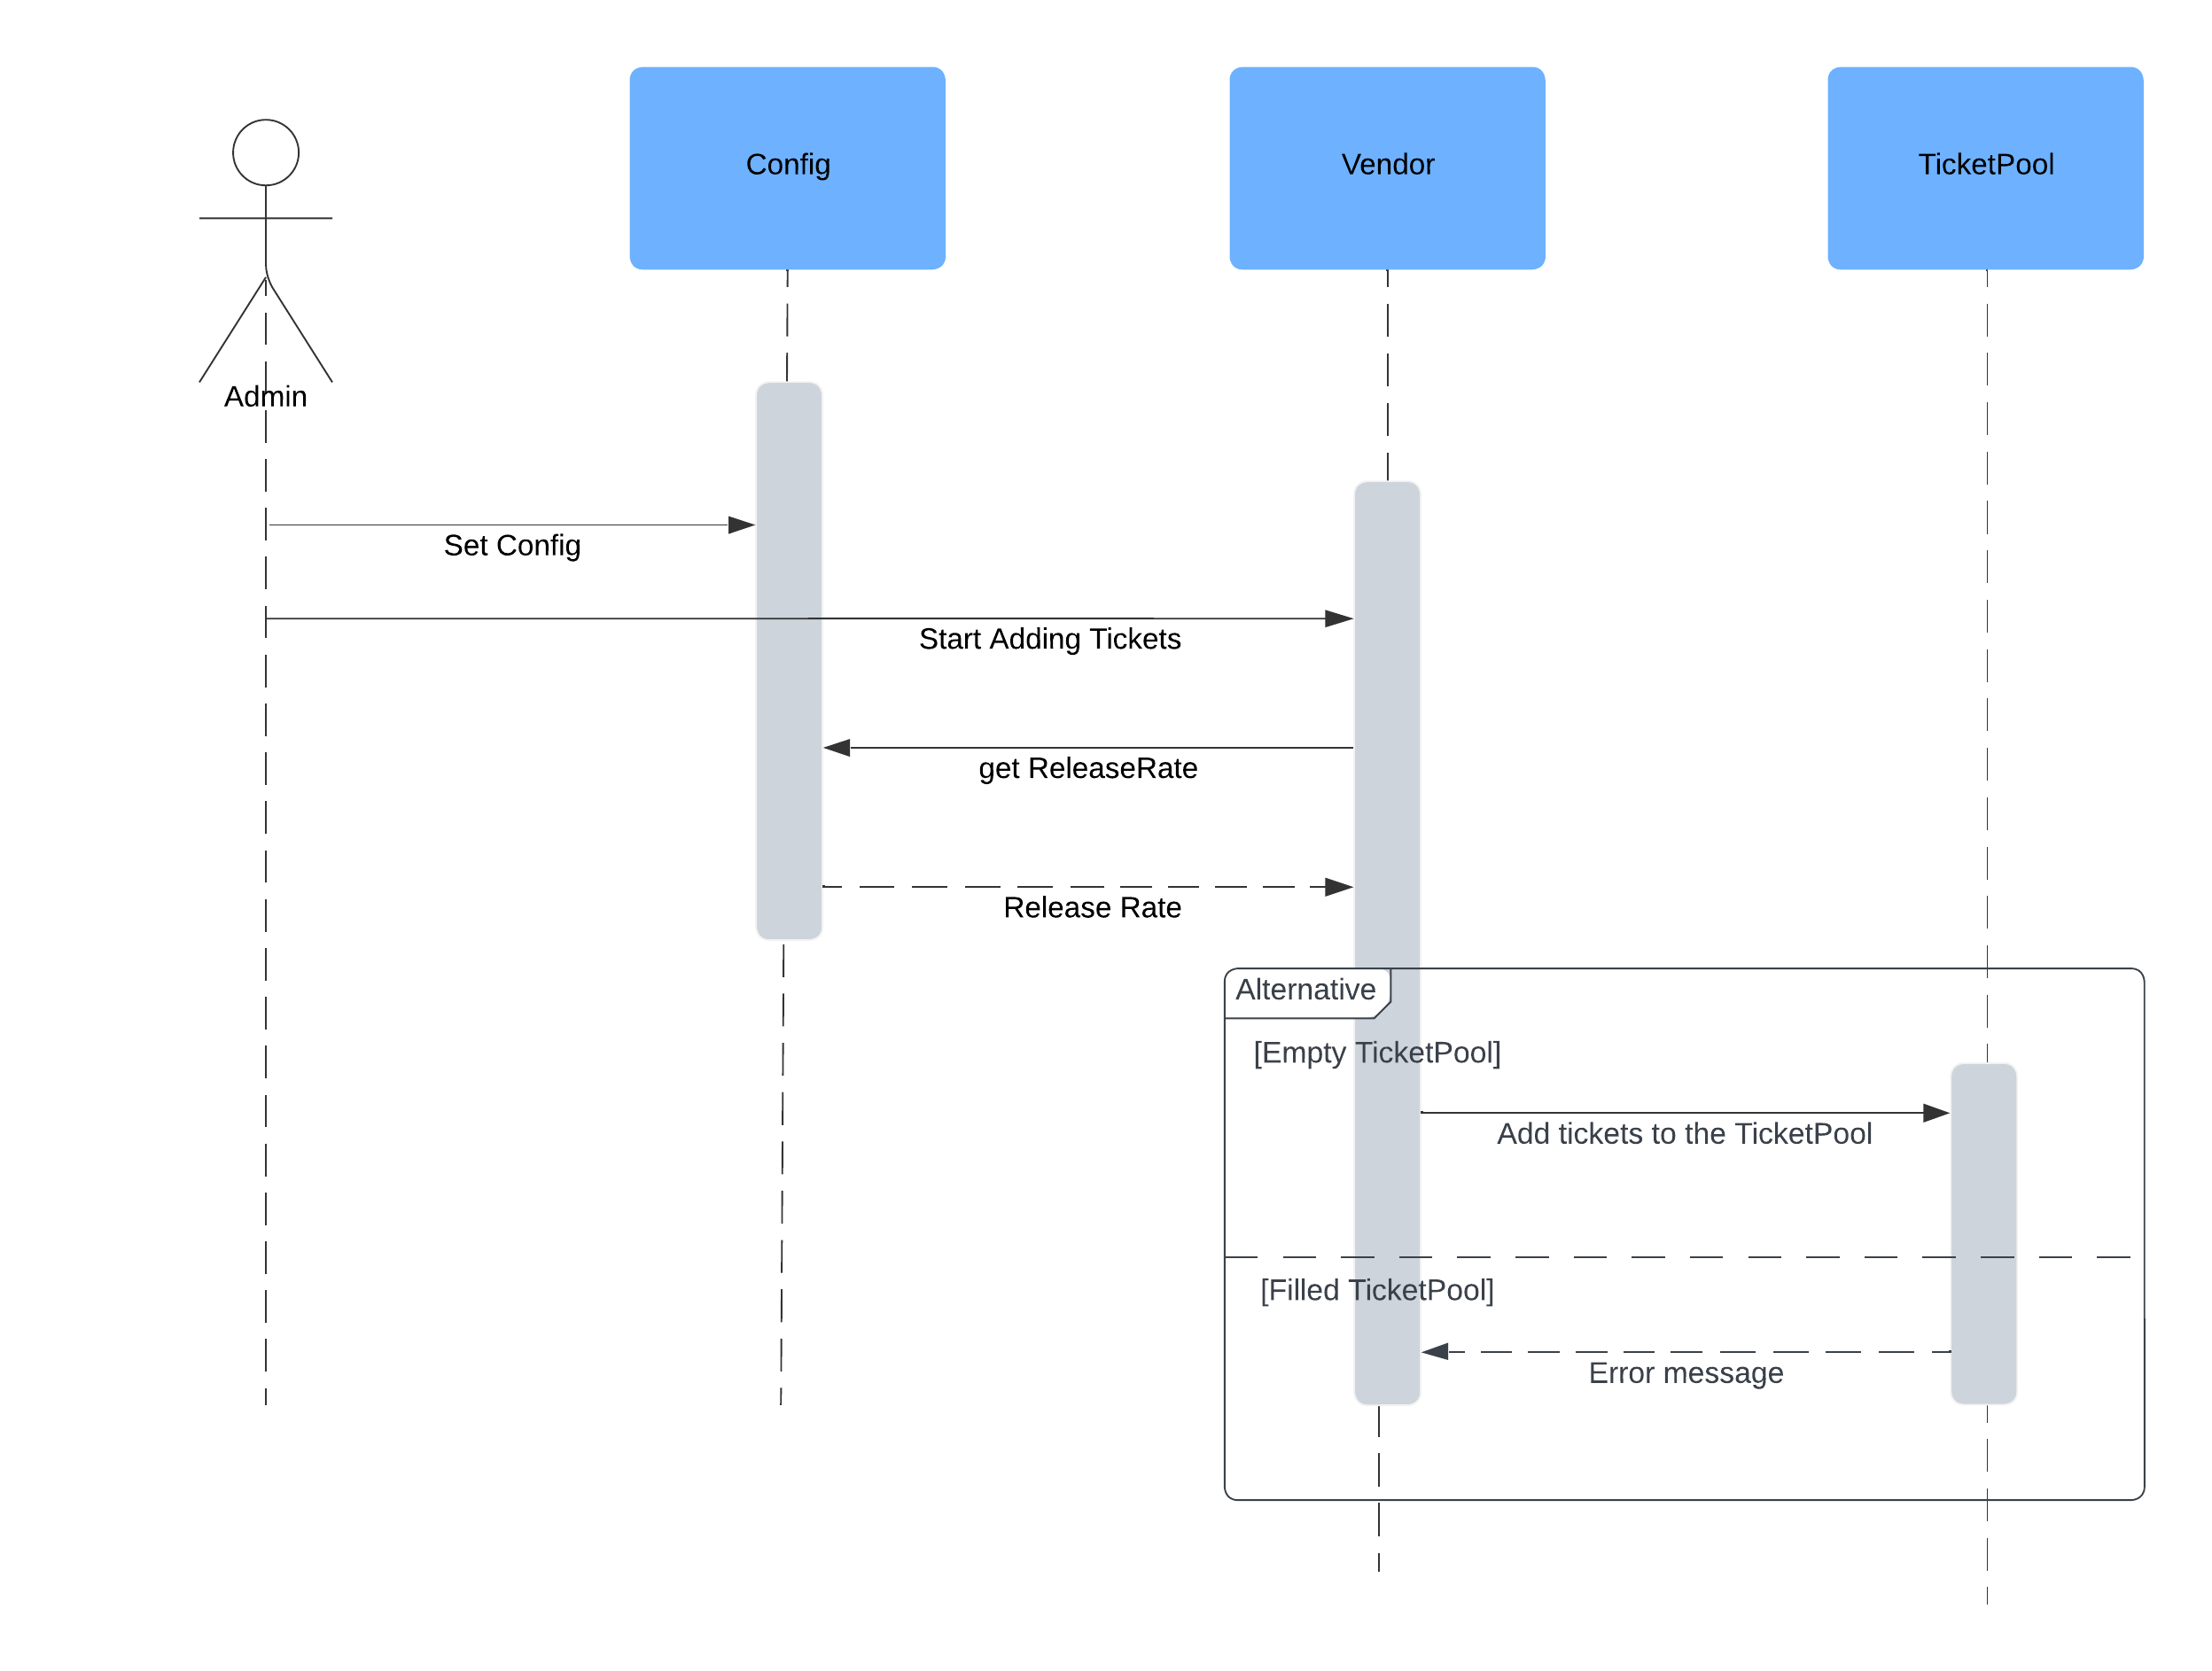 Config
Vendor
TicketPool
Admin
Set Config
Start Adding Tickets
get ReleaseRate
Release Rate
Alternative
[Empty TicketPool]
Add tickets to the TicketPool
[Filled TicketPool]
Error message